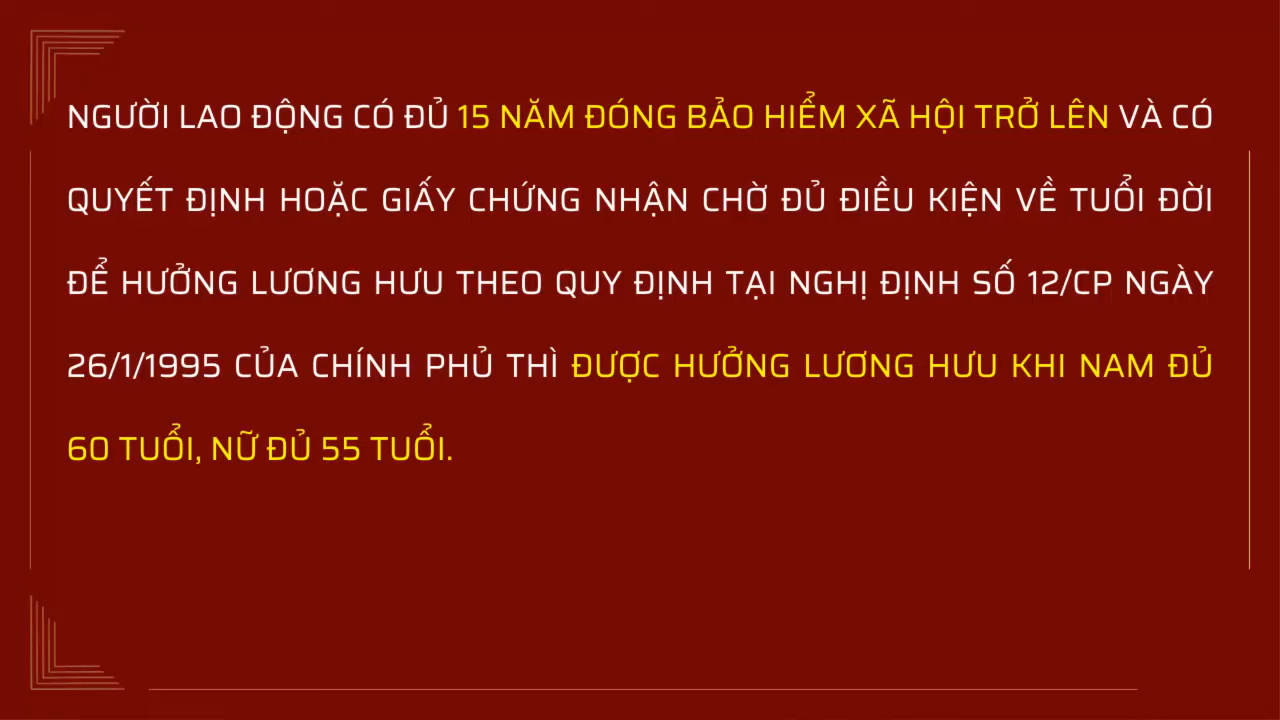 NGƯỜI LAO ĐỘNG CÓ ĐỦ 15 NĂM ĐÓNG BẢO HIỂM XÃ HỘI TRỞ LÊN VÀ CÓ
QUYẾT ĐỊNH HOẶC GIẤY CHỨNG NHẬN CHỜ ĐỦ ĐIỀU KIỆN VỀ TUỔI ĐỜI
ĐỂ HƯỞNG LƯƠNG HƯU THEO QUY ĐỊNH TẠI NGHỊ ĐỊNH SỐ 12/CP NGÀY
26/1/1995 CỦA CHÍNH PHỦ THÌ ĐƯỢC HƯỞNG LƯƠNG HƯU KHI NAM ĐỦ
60 TUỔI, NỮ ĐỦ 55 TUỔI.